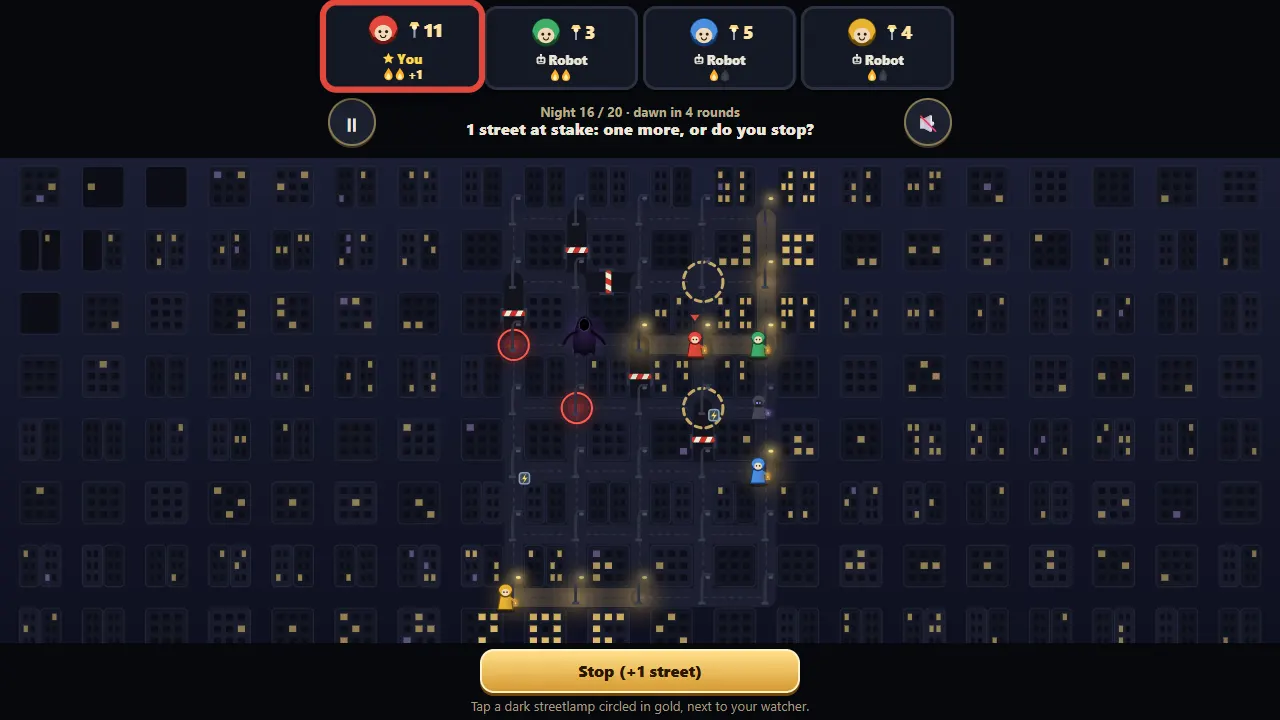 11
You
+1
3
Robot
5
Robot
4
Robot
Night 16 / 20 · dawn in 4 rounds
1 street at stake: one more, or do you stop?
Stop (+1 street)
Tap a dark streetlamp circled in gold, next to your watcher.